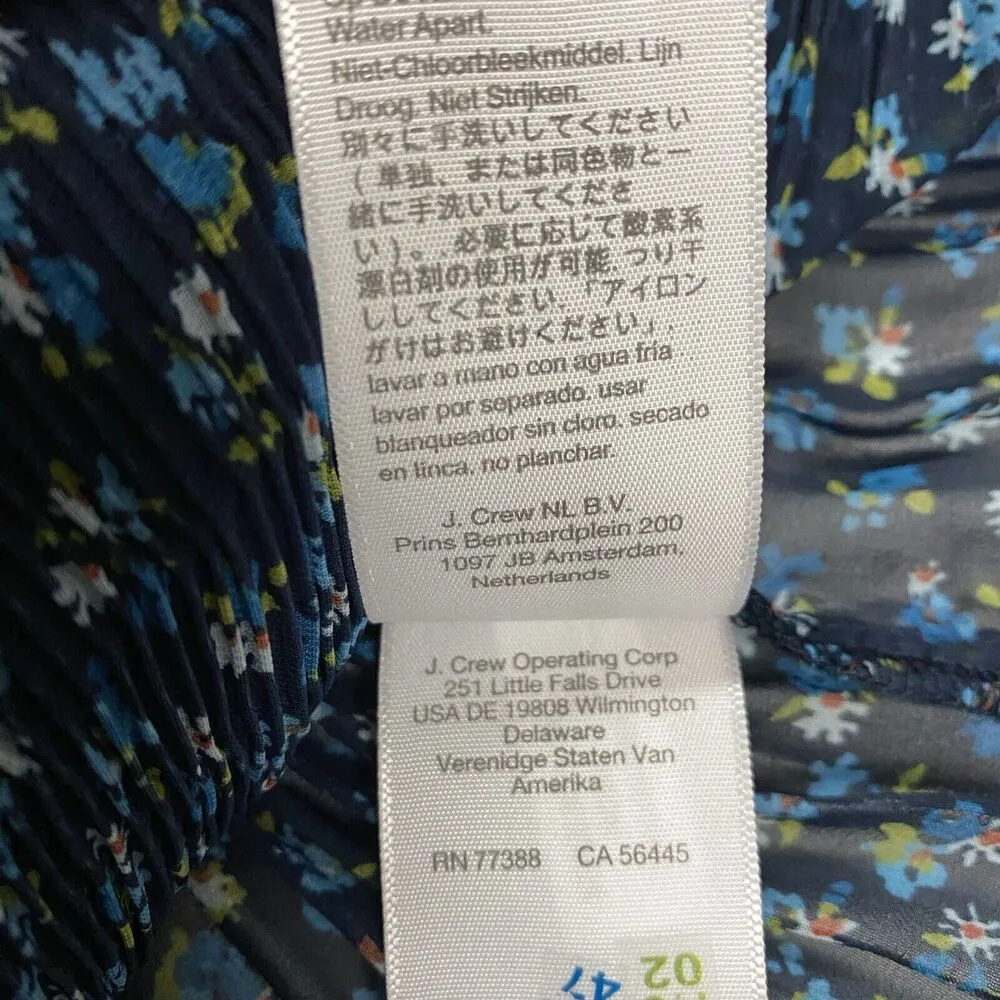 Water Apart.
Niet-Chloorbleekmiddel. Lijn
Droog. Niet Strijken.
別々に手洗いしてください
(単独、または同色物と一
緒に手洗いしてくださ
い)。.必要に応じて酸素系
漂白剤の使用が可能.つり干
ししてください.「アイロン
がけはお避けください」.
lavar a mano con agua fria .
lavar por separado. usar
blanqueador sin cloro. secado
en linca. no planchar.
J. Crew NL B.V.
Prins Bernhardplein 200
1097 JB Amsterdam,
Netherlands
J. Crew Operating Corp
251 Little Falls Drive
USA DE 19808 Wilmington
Delaware
Verenidge Staten Van
Amerika
RN 77388 CA 56445
02